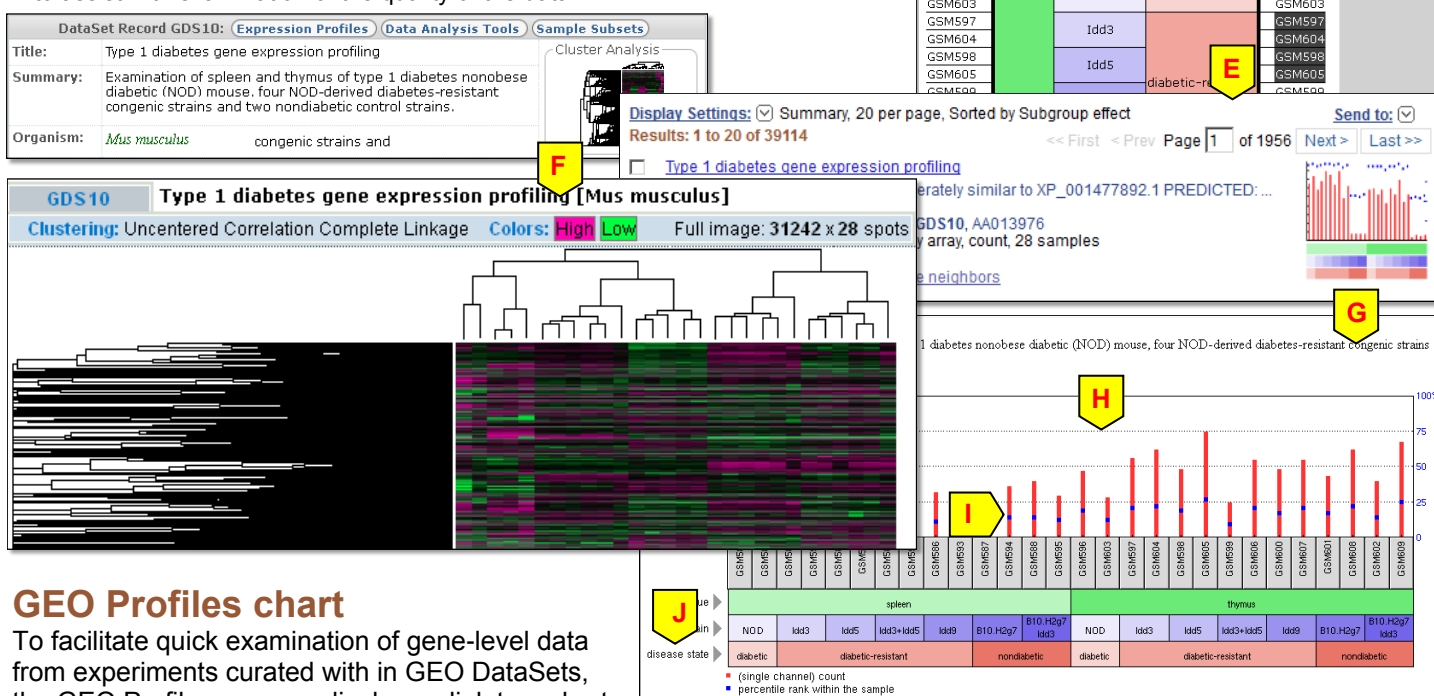 DataSet Record GDS10: Expression Profiles Data Analysis Tools Sample Subsets
Title: Type 1 diabetes gene expression profiling
Cluster Analysis
Summary: Examination of spleen and thymus of type 1 diabetes nonobese
diabetic (NOD) mouse, four NOD-derived diabetes-resistant
congenic strains and two nondiabetic control strains.
Organism: Mus musculus congenic strains and
GSM603 GSM603
GSM597 Idd3 GSM597
GSM604 GSM604
GSM598 Idd5 GSM598
GSM605 GSM605
GSM599 GSM599
E
Display Settings: Summary, 20 per page, Sorted by Subgroup effect Send to:
Results: 1 to 20 of 39114 << First < Prev Page 1 of 1956 Next > Last >>
Type 1 diabetes gene expression profiling
similar to XP_001477892.1 PREDICTED: ...
GDS10, AA013976
array, count, 28 samples
neighbors
F
G
GDS10 Type 1 diabetes gene expression profiling [Mus musculus]
Clustering: Uncentered Correlation Complete Linkage Colors: High Low Full image: 31242 x 28 spots
1 diabetes nonobese diabetic (NOD) mouse, four NOD-derived diabetes-resistant congenic strains
H
100%
75
50
25
0
I
GSM586 GSM593 GSM587 GSM594 GSM588 GSM595 GSM596 GSM603 GSM597 GSM604 GSM598 GSM605 GSM599 GSM606 GSM600 GSM607 GSM601 GSM608 GSM602 GSM609
J
spleen thymus
NOD Idd3 Idd5 Idd3+Idd5 Idd9 B10.H2g7 B10.H2g7 Idd3 NOD Idd3 Idd5 Idd3+Idd5 Idd9 B10.H2g7 B10.H2g7 Idd3
disease state diabetic diabetic-resistant nondiabetic diabetic diabetic-resistant nondiabetic
(single channel) count
percentile rank within the sample
GEO Profiles chart
To facilitate quick examination of gene-level data
from experiments curated with in GEO DataSets,